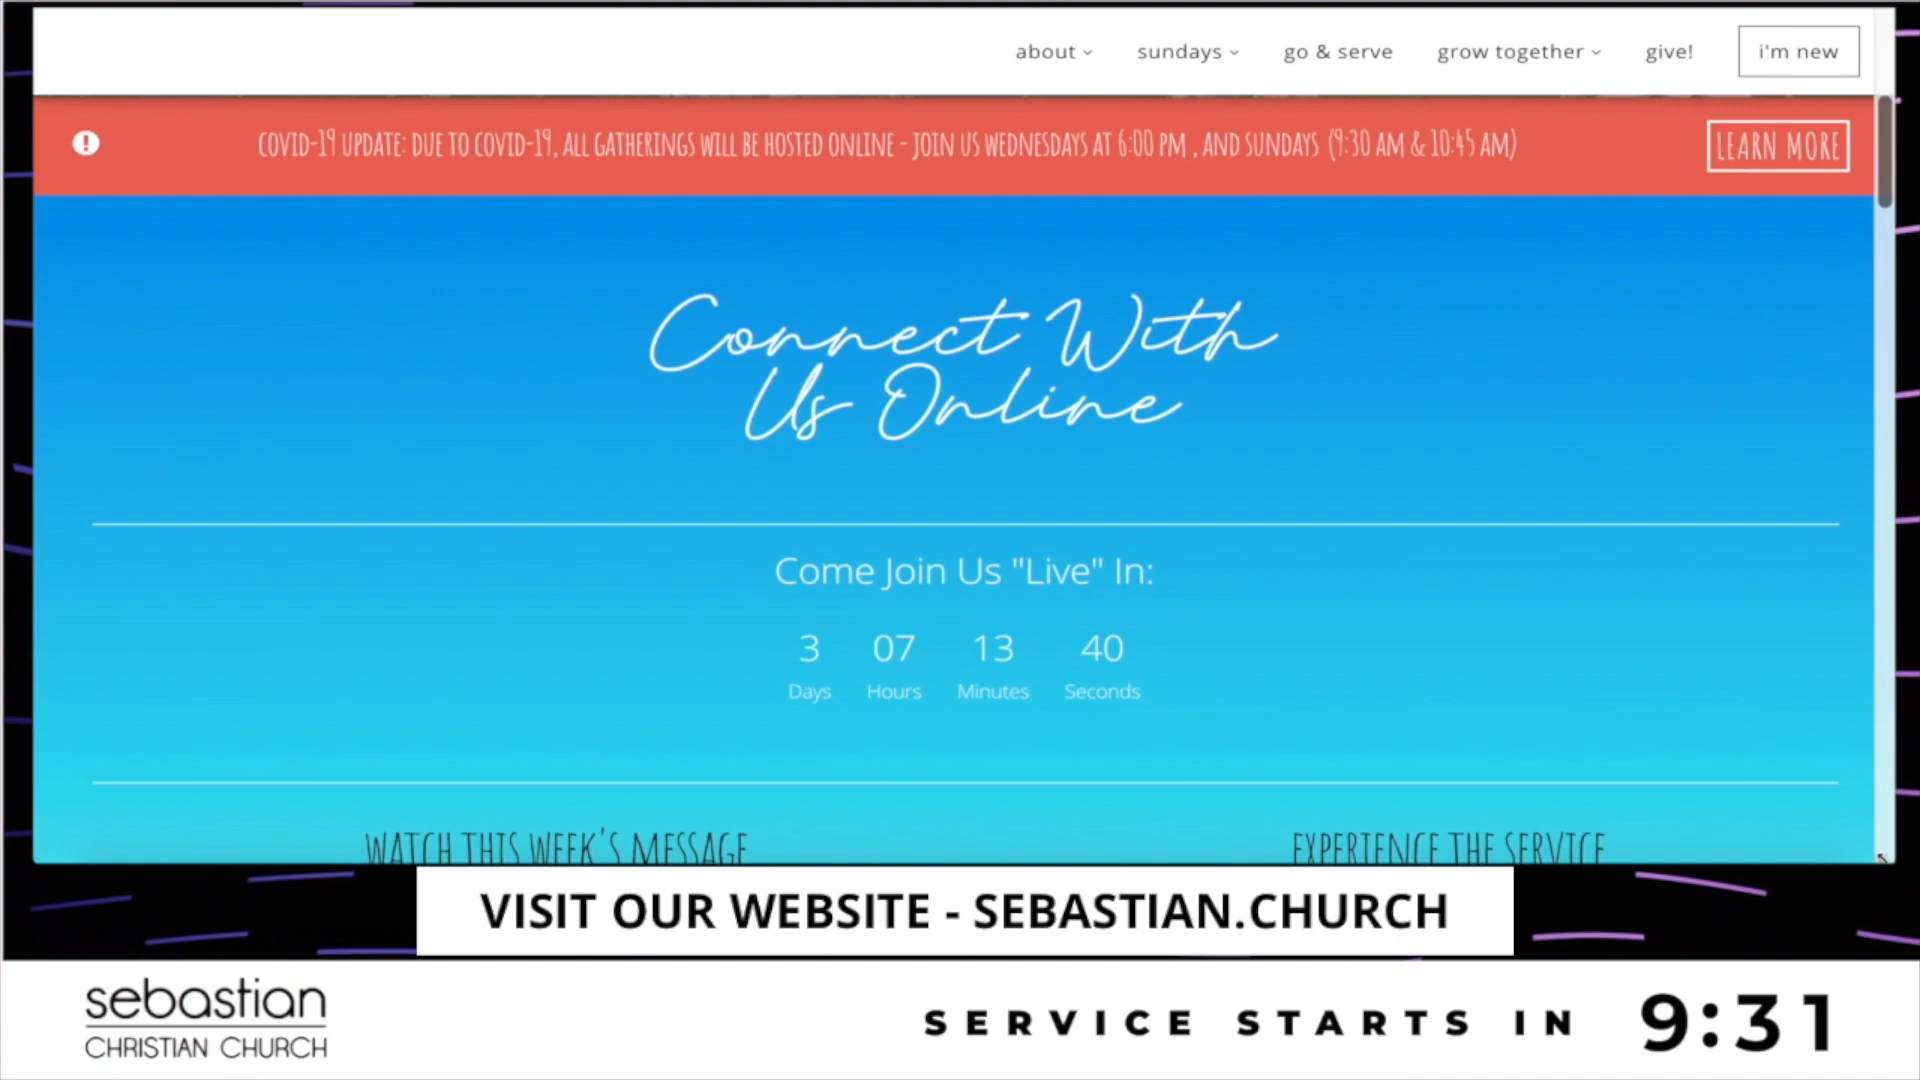 about
sundays
go & serve
grow together
give!
i'm new
COVID-19 UPDATE: DUE TO COVID-19, ALL GATHERINGS WILL BE HOSTED ONLINE - JOIN US WEDNESDAYS AT 6:00 PM , AND SUNDAYS (9:30 AM & 10:45 AM)
LEARN MORE
Connect With
Us Online
Come Join Us "Live" In:
3 07 13 40
Days Hours Minutes Seconds
WATCH THIS WEEK'S MESSAGE
EXPERIENCE THE SERVICE
VISIT OUR WEBSITE - SEBASTIAN.CHURCH
sebastian
CHRISTIAN CHURCH
SERVICE STARTS IN 9:31